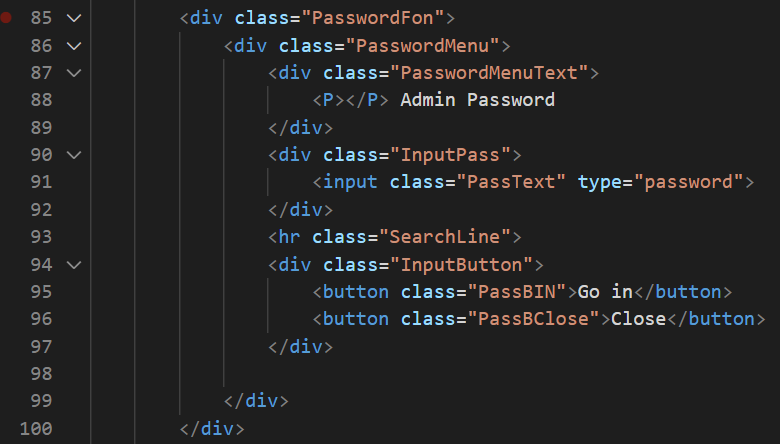 85 <div class="PasswordFon">
86 <div class="PasswordMenu">
87 <div class="PasswordMenuText">
88 <P></P> Admin Password
89 </div>
90 <div class="InputPass">
91 <input class="PassText" type="password">
92 </div>
93 <hr class="SearchLine">
94 <div class="InputButton">
95 <button class="PassBIN">Go in</button>
96 <button class="PassBClose">Close</button>
97 </div>
98
99 </div>
100 </div>